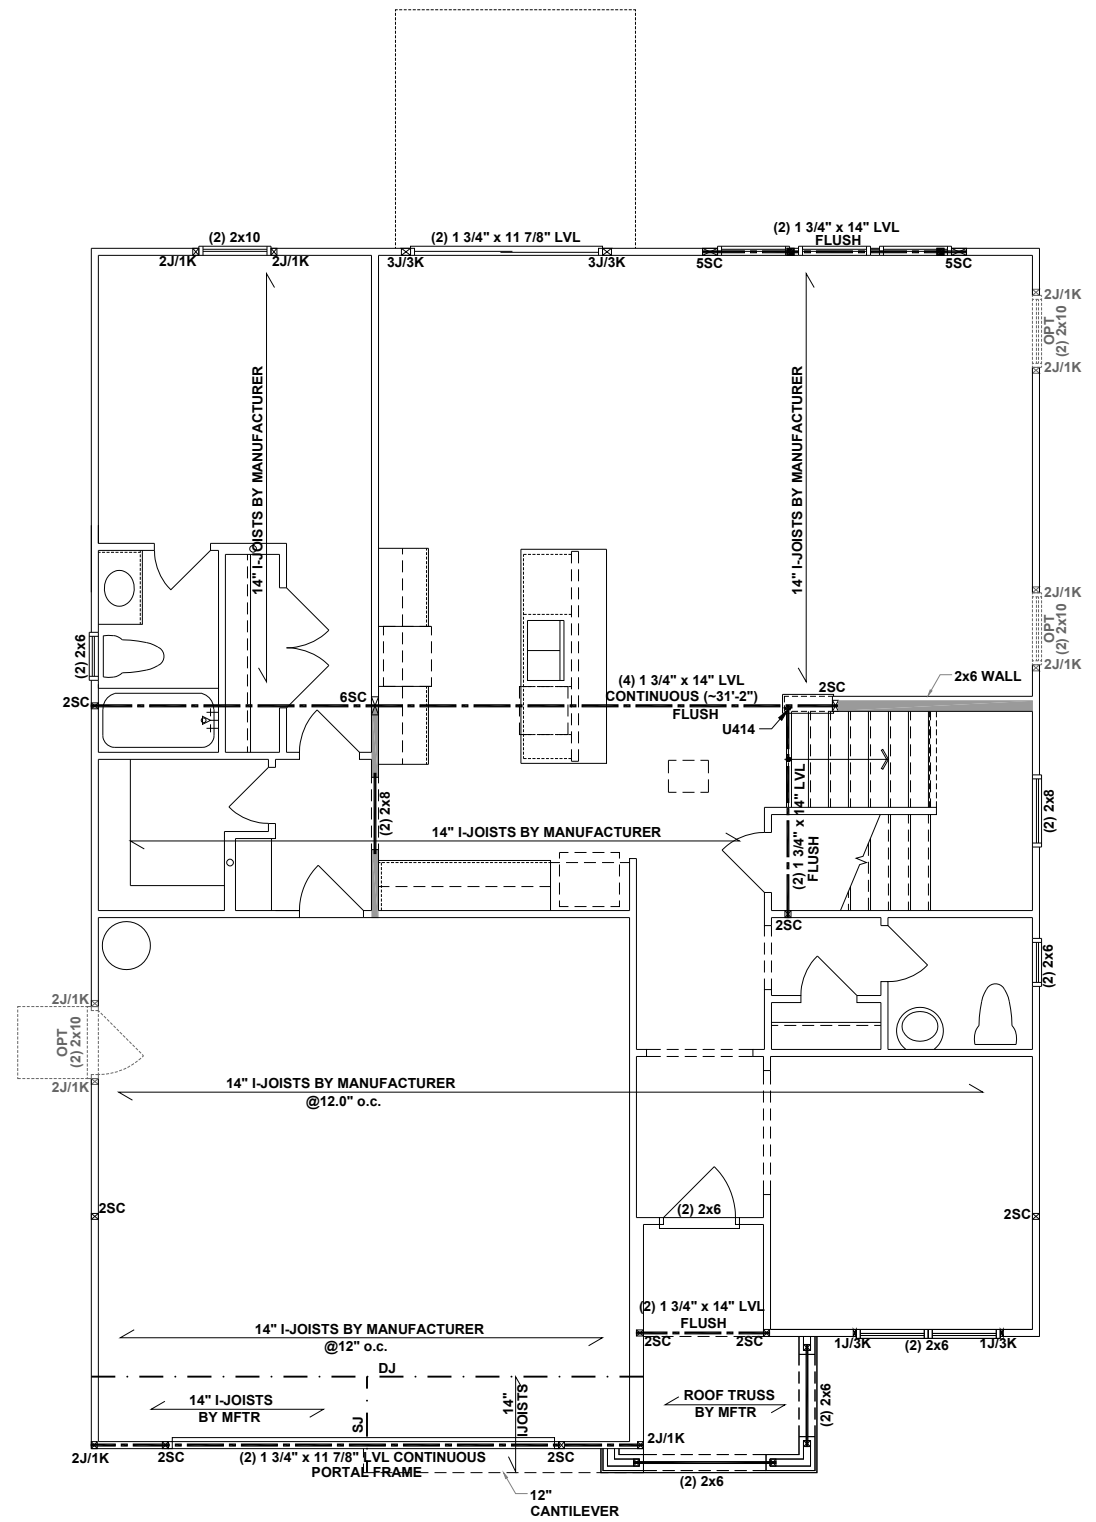 (2) 2x10
2J/1K
2J/1K
(2) 1 3/4" x 11 7/8" LVL
3J/3K
3J/3K
(2) 1 3/4" x 14" LVL
FLUSH
5SC
5SC
2J/1K
OPT
(2) 2x10
2J/1K
14" I-JOISTS BY MANUFACTURER
14" I-JOISTS BY MANUFACTURER
2J/1K
OPT
(2) 2x10
2J/1K
(2) 2x6
2SC
6SC
(4) 1 3/4" x 14" LVL
CONTINUOUS (~31'-2")
FLUSH
2SC
2x6 WALL
U414
(2) 2x8
14" I-JOISTS BY MANUFACTURER
(2) 1 3/4" x 14" LVL
FLUSH
(2) 2x8
2SC
(2) 2x6
2J/1K
OPT
(2) 2x10
2J/1K
14" I-JOISTS BY MANUFACTURER
@12.0" o.c.
2SC
(2) 2x6
2SC
14" I-JOISTS BY MANUFACTURER
@12" o.c.
(2) 1 3/4" x 14" LVL
FLUSH
2SC
2SC
1J/3K
(2) 2x6
1J/3K
DJ
14" I-JOISTS
BY MFTR
SJ
14"
IJOISTS
ROOF TRUSS
BY MFTR
(2) 2x6
2J/1K
2SC
(2) 1 3/4" x 11 7/8" LVL CONTINUOUS
PORTAL FRAME
2SC
2J/1K
(2) 2x6
12"
CANTILEVER